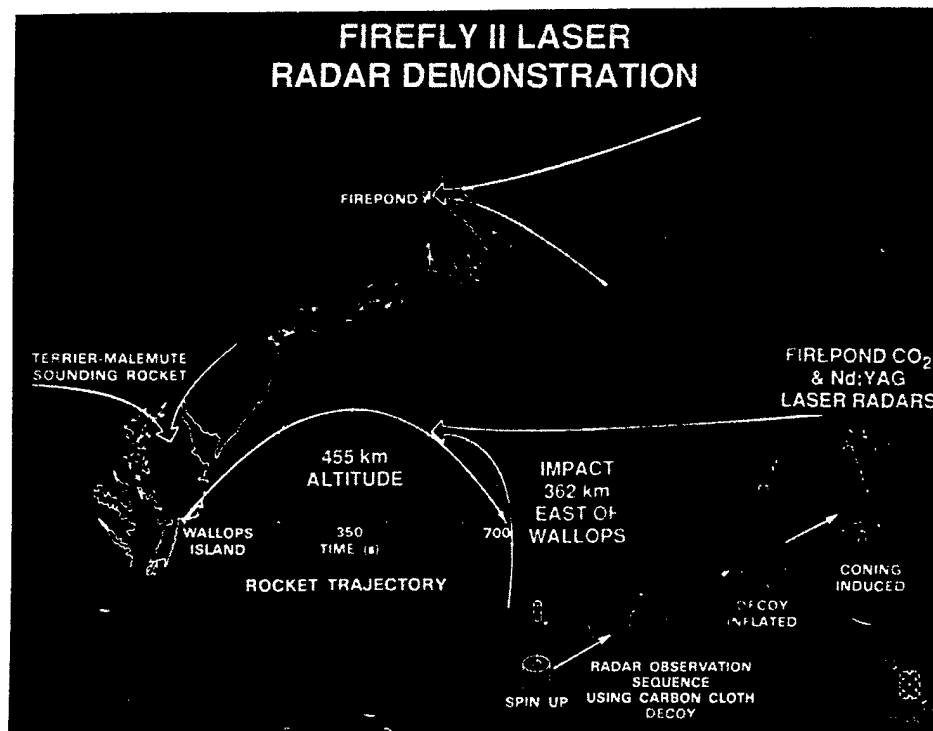 FIREFLY II LASER
RADAR DEMONSTRATION
FIREPOND
TERRIER-MALEMUTE
SOUNDING ROCKET
FIREPOND CO₂
& Nd:YAG
LASER RADARS
455 km
ALTITUDE
IMPACT
362 km
EAST OF
WALLOPS
WALLOPS
ISLAND
350
TIME (s)
700
ROCKET TRAJECTORY
CONING
INDUCED
DECOY
INFLATED
SPIN UP
RADAR OBSERVATION
SEQUENCE
USING CARBON CLOTH
DECOY